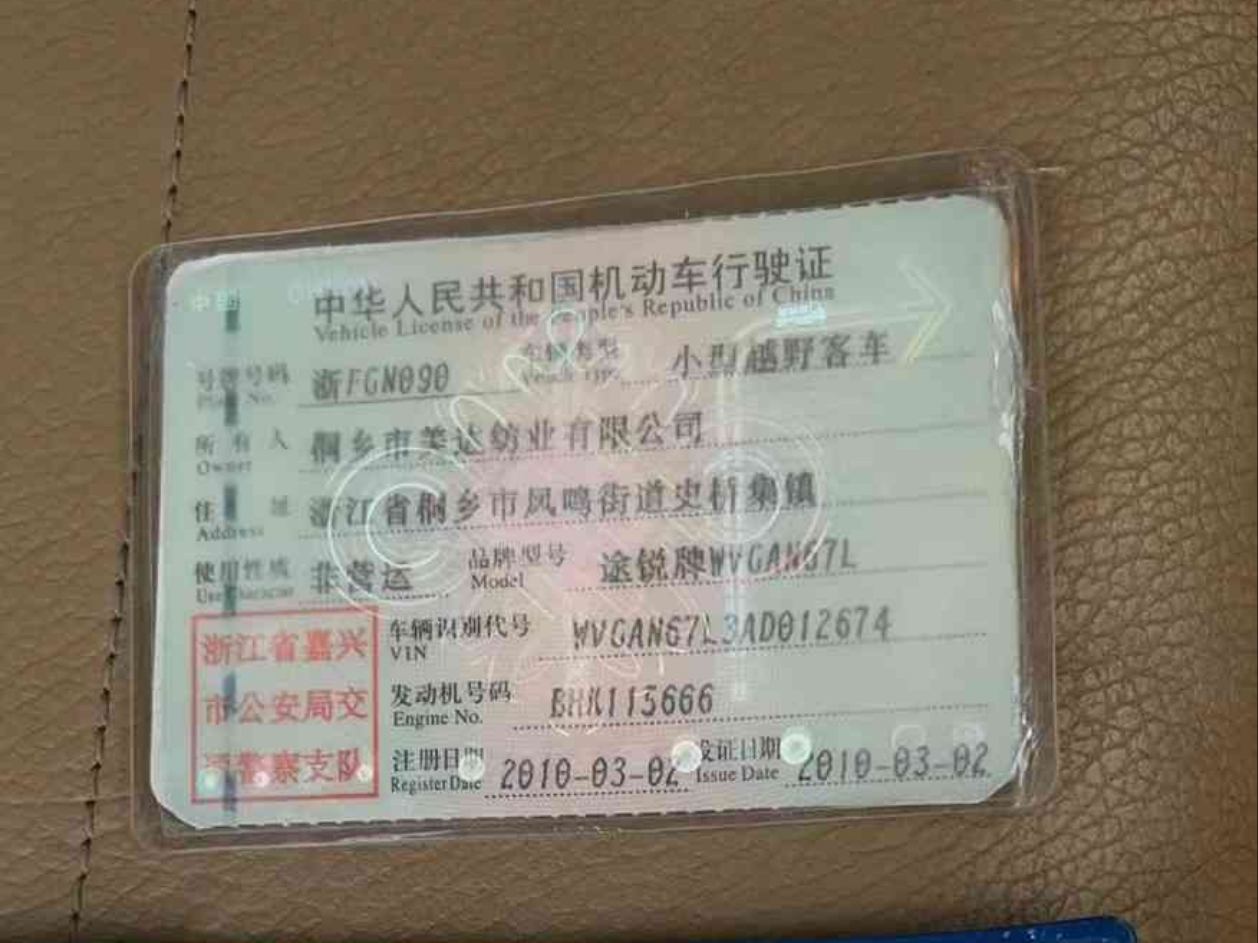 中华人民共和国机动车行驶证
Vehicle License of the People's Republic of China
号牌号码 浙FGN090 车辆类型 小型越野客车
Plate No. Vehicle Type
所有人 桐乡市美达纺业有限公司
Owner
住址 浙江省桐乡市凤鸣街道史桥集镇
Address
使用性质 非营运 品牌型号 途锐牌WVGAN67L
Use Character Model
浙江省嘉兴
市公安局交
通警察支队
车辆识别代号 WVGAN67L3AD012674
VIN
发动机号码 BHK113666
Engine No.
注册日期 2010-03-02 发证日期 2010-03-02
Register Date Issue Date